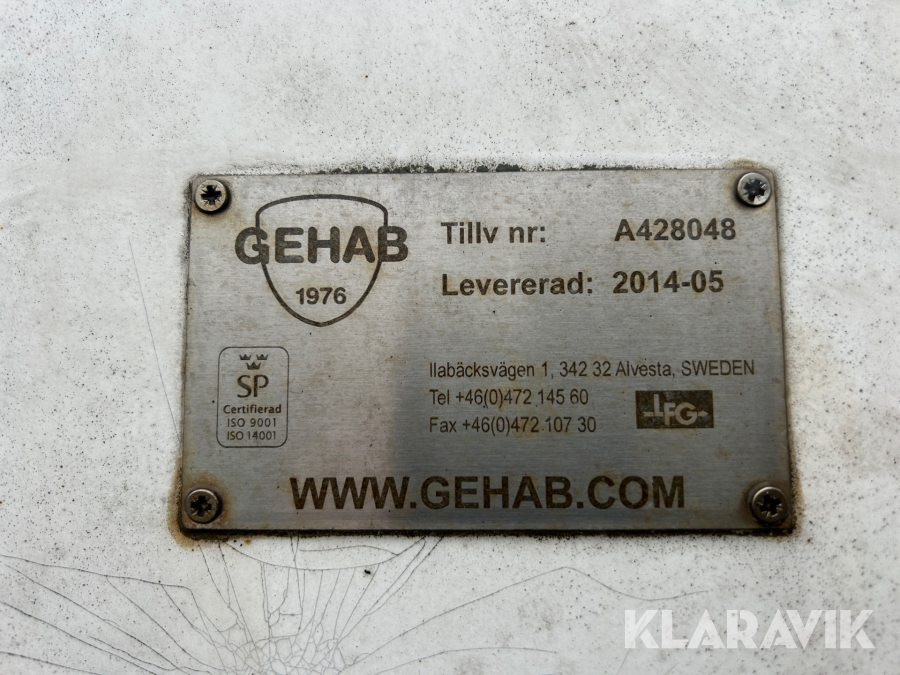 GEHAB
1976
Tillv nr: A428048
Levererad: 2014-05
SP
Certifierad
ISO 9001
ISO 14001
Ilabäcksvägen 1, 342 32 Alvesta, SWEDEN
Tel +46(0)472 145 60
Fax +46(0)472 107 30
-LFG-
WWW.GEHAB.COM
KLARAVIK